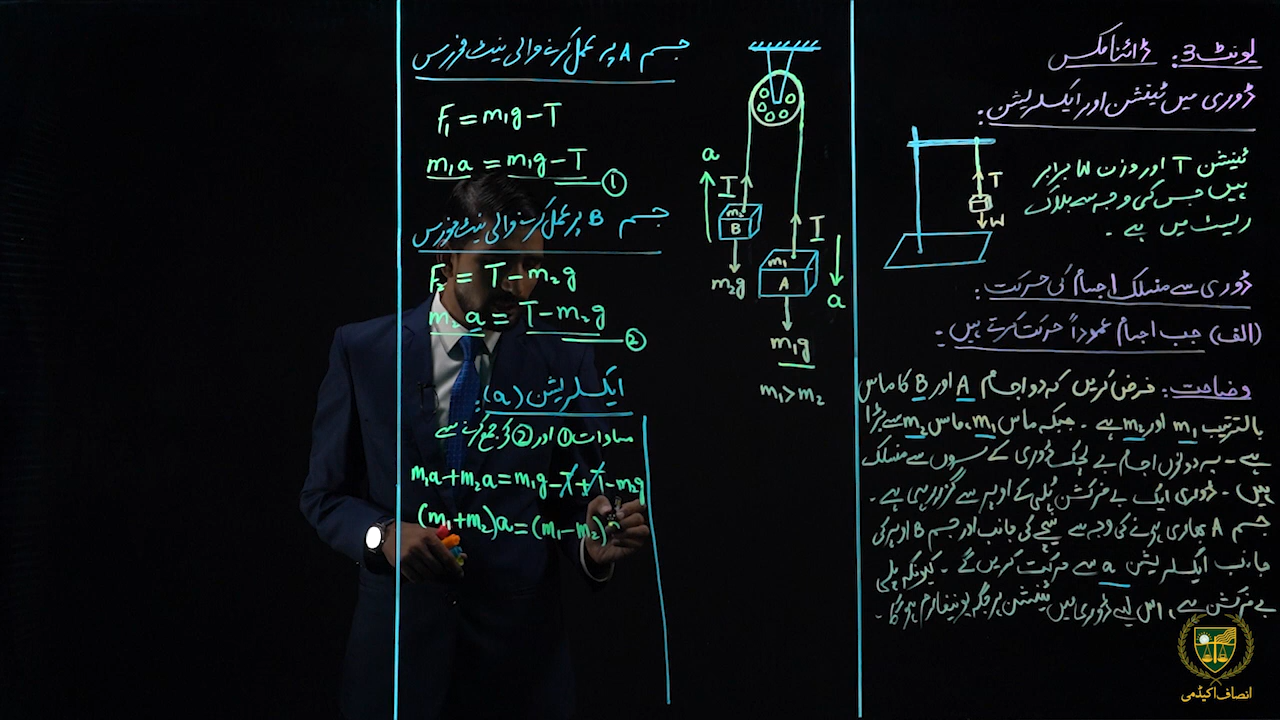 یونٹ 3: ڈائنامکس
ڈوری میں ٹینشن اور ایکسلریشن:
T
W
ٹینشن T اور وزن W برابر
ہیں جس کی وجہ سے بلاک
ریسٹ میں ہے۔
ڈوری سے منسلک اجسام کی حرکت:
(الف) جب اجسام عموداً حرکت کرتے ہیں:
وضاحت: فرض کریں کہ دو اجسام A اور B کا ماس
بالترتیب m₁ اور m₂ ہے۔ جبکہ ماس m₁، ماس m₂ سے بڑا
ہے۔ یہ دونوں اجسام بے لچک ڈوری کے سروں سے منسلک
ہیں۔ ڈوری ایک بے فرکشن پُلی کے اوپر سے گزر رہی ہے۔
جسم A بھاری ہونے کی وجہ سے نیچے کی جانب اور جسم B اوپر کی
جانب ایکسلریشن a سے حرکت کریں گے۔ کیونکہ پلی
بے فرکشن ہے، اس لیے ڈوری میں ٹینشن ہر جگہ یونیفارم ہو گا۔
a
T
m₂
B
m₂g
T
m₁
A
a
m₁g
m₁>m₂
جسم A پر عمل کرنے والی نیٹ فورس
F₁ = m₁g - T
m₁a = m₁g - T ①
جسم B پر عمل کرنے والی نیٹ فورس
F₂ = T - m₂g
m₂a = T - m₂g ②
ایکسلریشن (a):
مساوات ① اور ② کو جمع کرنے سے
m₁a + m₂a = m₁g - T + T - m₂g
(m₁+m₂)a = (m₁-m₂)
انصاف اکیڈمی